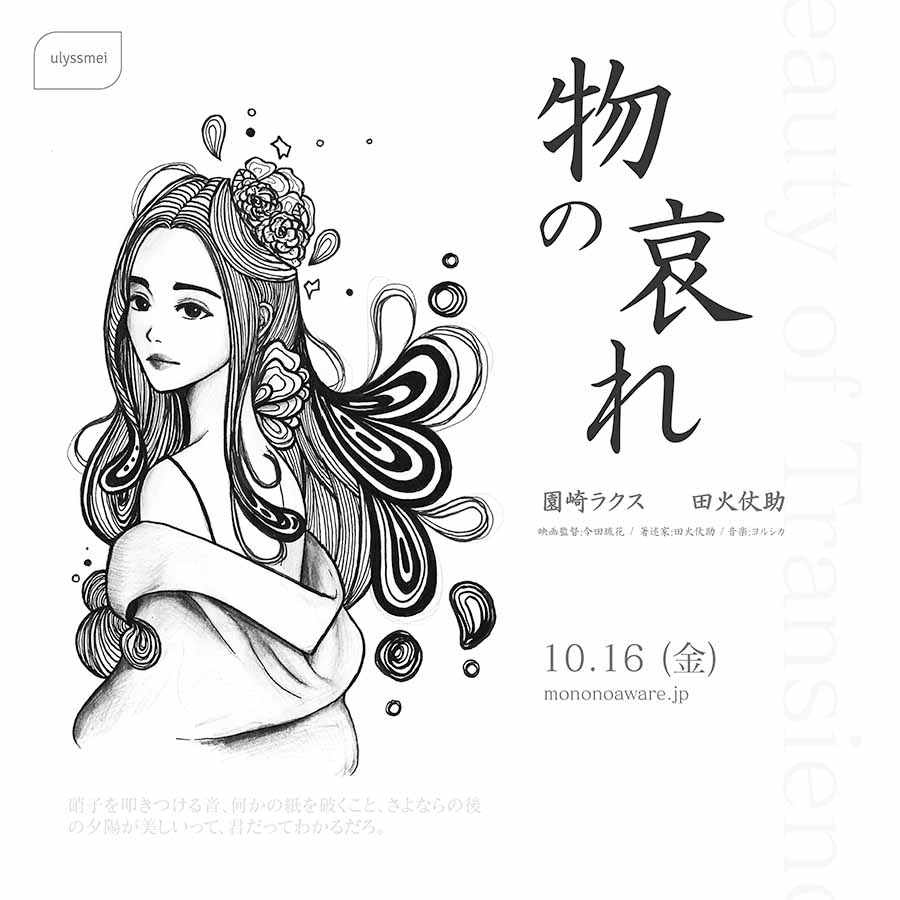 ulyssmei
物の
哀れ
園崎ラクス 田火仗助
映画監督:今田琉花 / 著述家:田火仗助 / 音楽:ヨルシカ
10.16 (金)
mononoaware.jp
硝子を叩きつける音、何かの紙を破くこと、さよならの後
の夕陽が美しいって、君だってわかるだろ。
eauty of Transienc